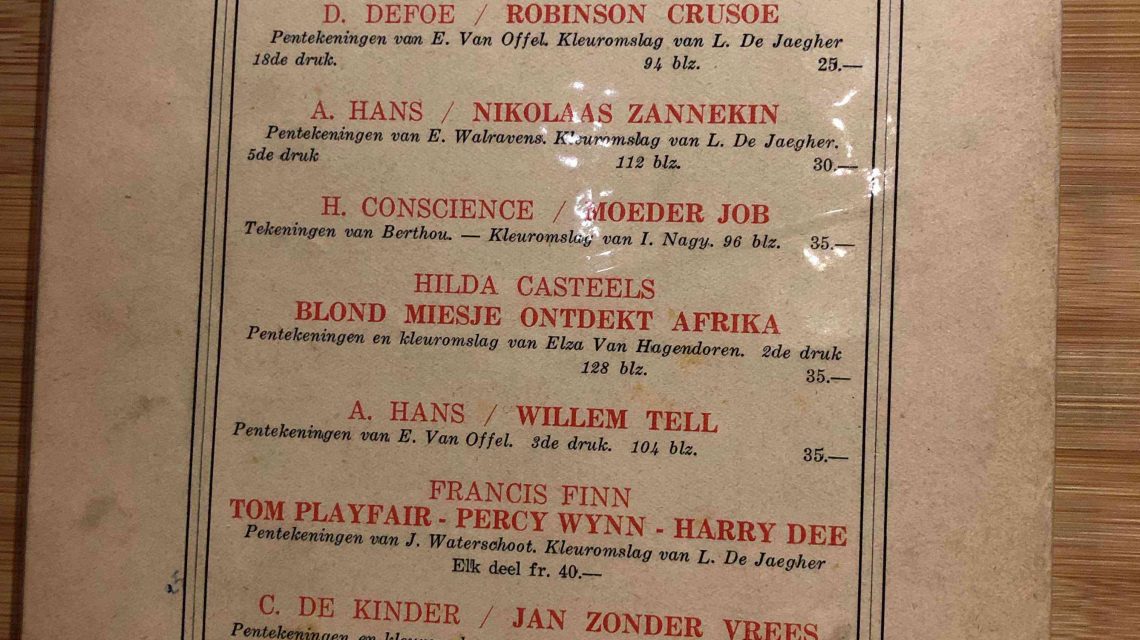 D. DEFOE / ROBINSON CRUSOE
Pentekeningen van E. Van Offel. Kleuromslag van L. De Jaegher
18de druk. 94 blz. 25.—
A. HANS / NIKOLAAS ZANNEKIN
Pentekeningen van E. Walravens. Kleuromslag van L. De Jaegher.
5de druk 112 blz. 30.—
H. CONSCIENCE / MOEDER JOB
Tekeningen van Berthou. — Kleuromslag van I. Nagy. 96 blz. 35.—
HILDA CASTEELS
BLOND MIESJE ONTDEKT AFRIKA
Pentekeningen en kleuromslag van Elza Van Hagendoren. 2de druk
128 blz. 35.—
A. HANS / WILLEM TELL
Pentekeningen van E. Van Offel. 3de druk. 104 blz. 35.—
FRANCIS FINN
TOM PLAYFAIR - PERCY WYNN - HARRY DEE
Pentekeningen van J. Waterschoot. Kleuromslag van L. De Jaegher
Elk deel fr. 40.—
C. DE KINDER / JAN ZONDER VREES
Pentekeningen en